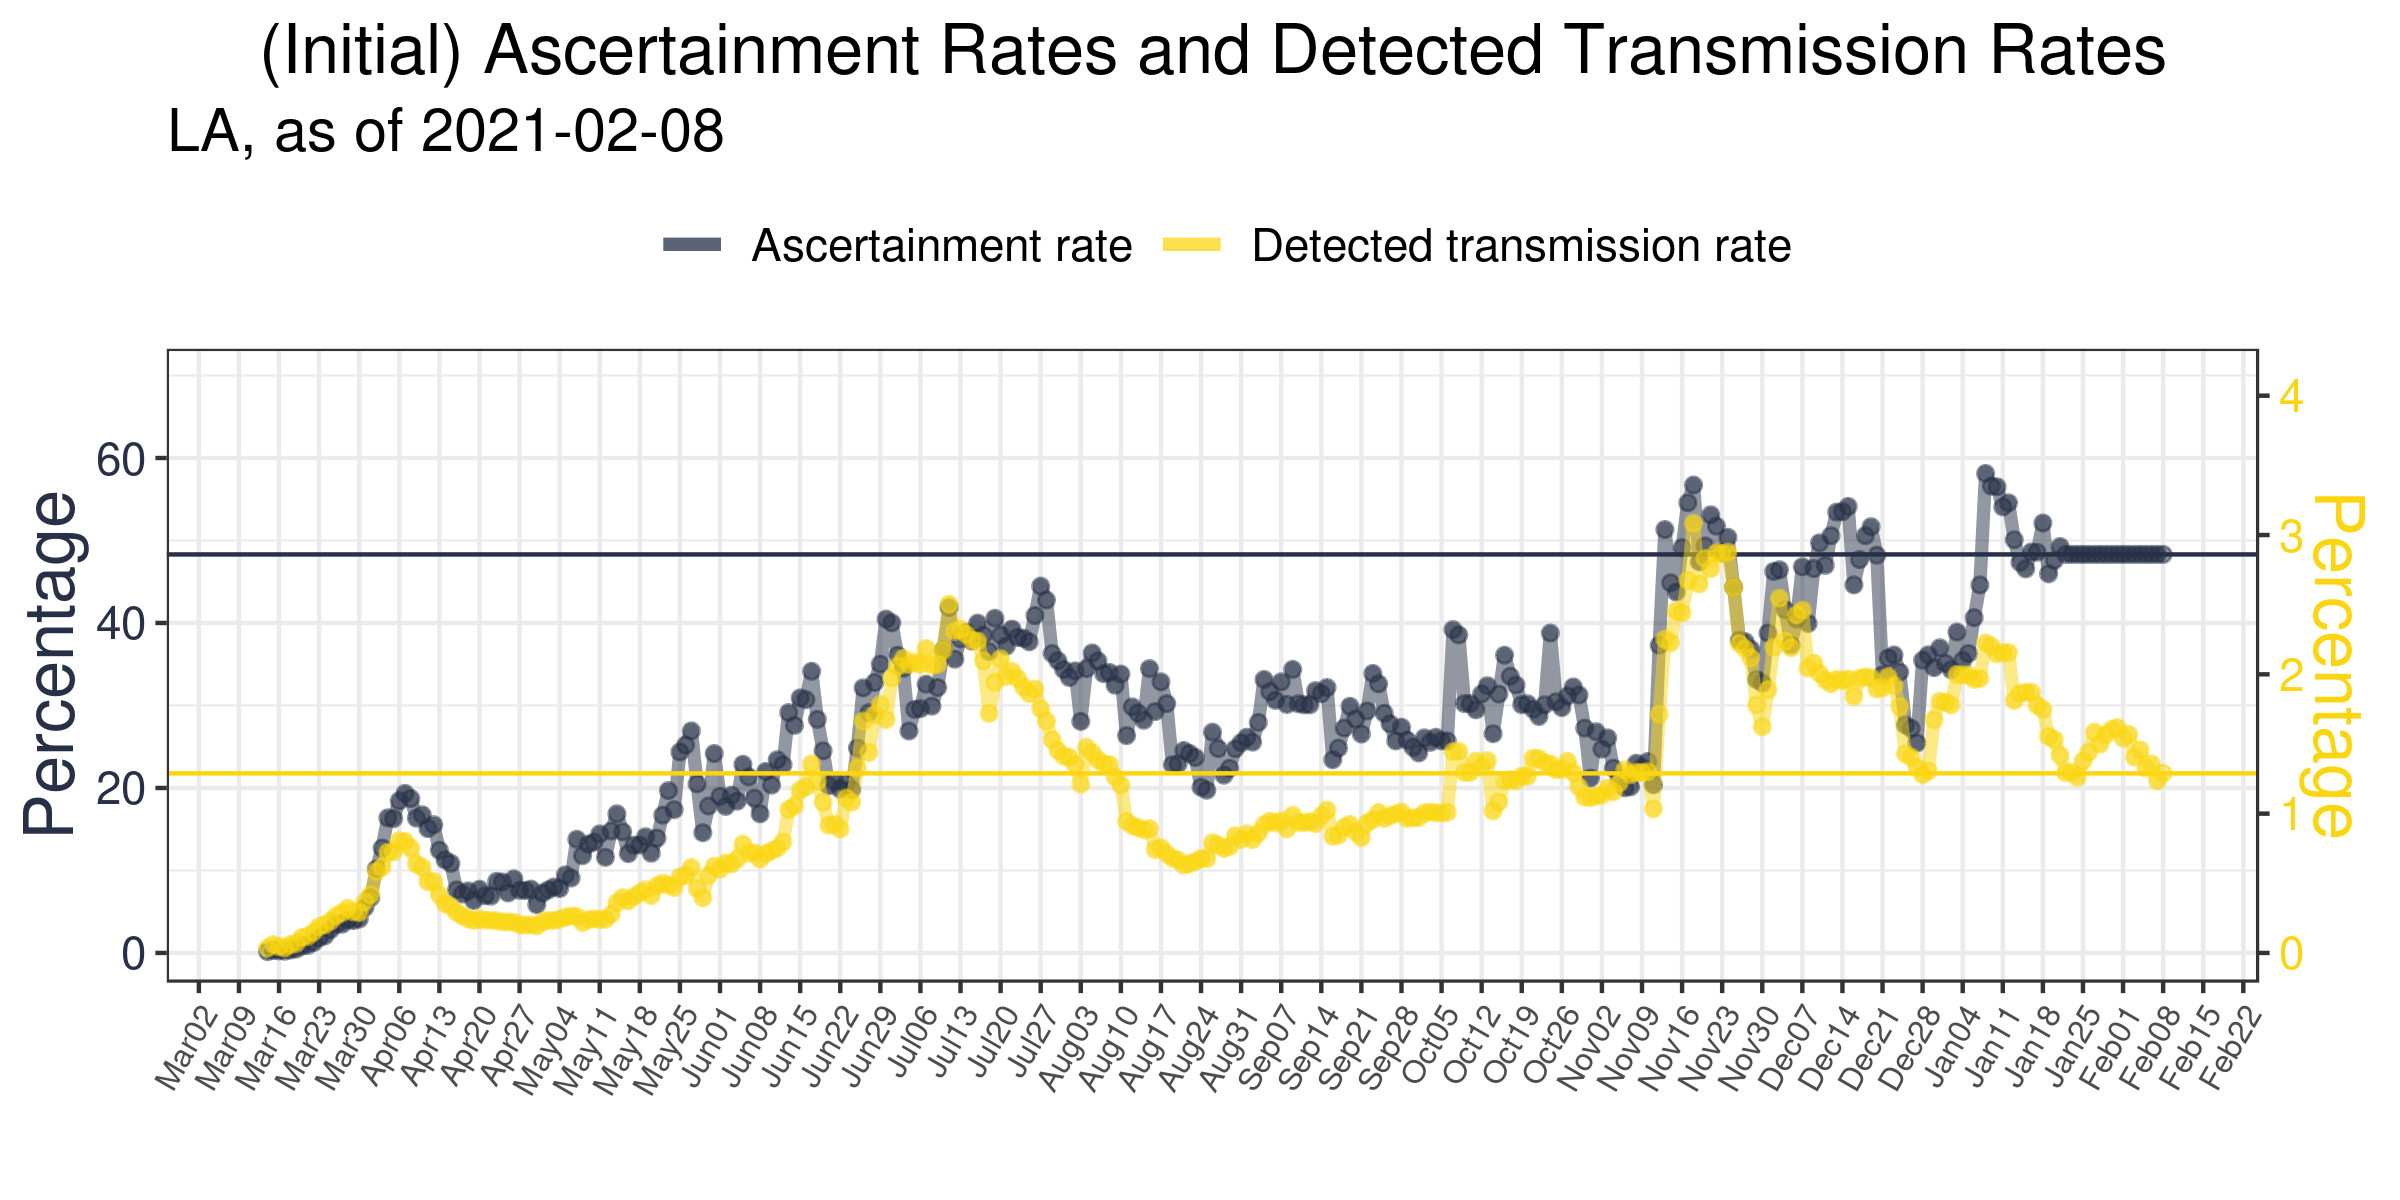 (Initial) Ascertainment Rates and Detected Transmission Rates
LA, as of 2021-02-08
Ascertainment rate
Detected transmission rate
Percentage
60
40
20
0
4
3
2
1
0
Percentage
Mar02
Mar09
Mar16
Mar23
Mar30
Apr06
Apr13
Apr20
Apr27
May04
May11
May18
May25
Jun01
Jun08
Jun15
Jun22
Jun29
Jul06
Jul13
Jul20
Jul27
Aug03
Aug10
Aug17
Aug24
Aug31
Sep07
Sep14
Sep21
Sep28
Oct05
Oct12
Oct19
Oct26
Nov02
Nov09
Nov16
Nov23
Nov30
Dec07
Dec14
Dec21
Dec28
Jan04
Jan11
Jan18
Jan25
Feb01
Feb08
Feb15
Feb22